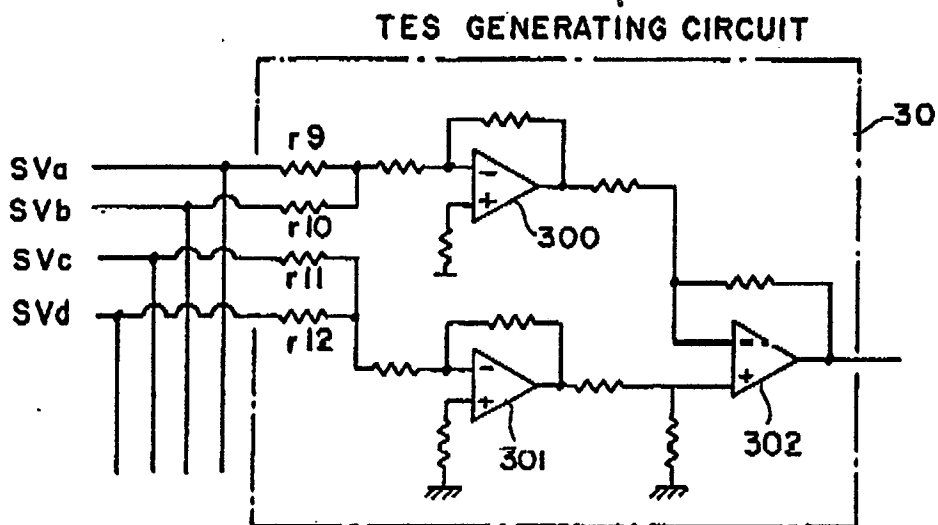 TES GENERATING CIRCUIT
30
r9
SVa
- 
SVb
+
r10
300
SVc
r11
SVd
-
r12
-
+
+
301
302